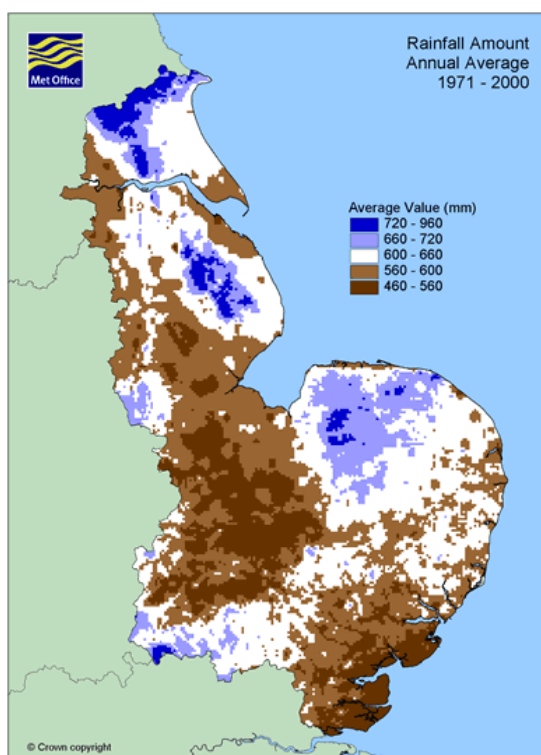 Met Office
Rainfall Amount
Annual Average
1971 - 2000
Average Value (mm)
720 - 960
660 - 720
600 - 660
560 - 600
460 - 560
© Crown copyright